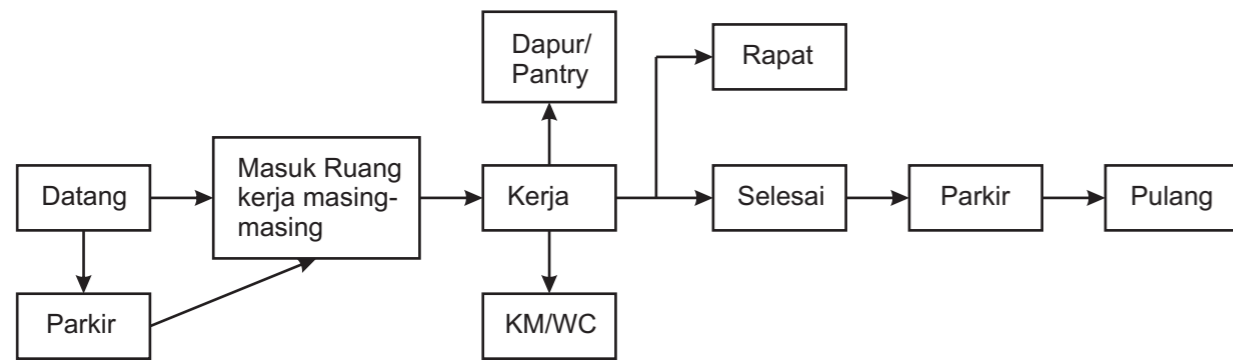 Datang
Parkir
Masuk Ruang
kerja masing-
masing
Dapur/
Pantry
Kerja
KM/WC
Rapat
Selesai
Parkir
Pulang